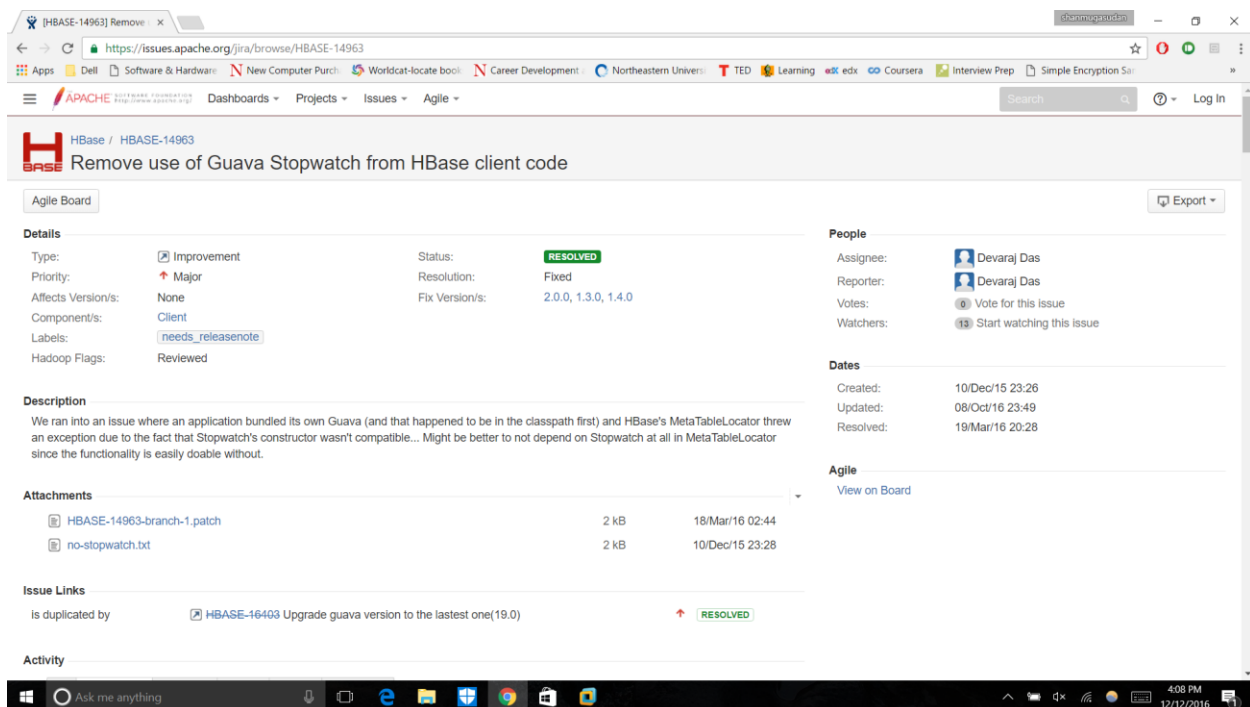 [HBASE-14963] Remove
shanmugasudan
https://issues.apache.org/jira/browse/HBASE-14963
Apps Dell Software & Hardware New Computer Purch Worldcat-locate book Career Development Northeastern Univers TED Learning edx Coursera Interview Prep Simple Encryption Sa
APACHE SOFTWARE FOUNDATION Dashboards Projects Issues Agile Search Log In
http://www.apache.org/
HBase / HBASE-14963
H BASE
Remove use of Guava Stopwatch from HBase client code
Agile Board Export
Details
Type: Improvement Status: RESOLVED
Priority: Major Resolution: Fixed
Affects Version/s: None Fix Version/s: 2.0.0, 1.3.0, 1.4.0
Component/s: Client
Labels: needs_releasenote
Hadoop Flags: Reviewed
People
Assignee: Devaraj Das
Reporter: Devaraj Das
Votes: 0 Vote for this issue
Watchers: 13 Start watching this issue
Dates
Created: 10/Dec/15 23:26
Updated: 08/Oct/16 23:49
Resolved: 19/Mar/16 20:28
Agile
View on Board
Description
We ran into an issue where an application bundled its own Guava (and that happened to be in the classpath first) and HBase's MetaTableLocator threw
an exception due to the fact that Stopwatch's constructor wasn't compatible... Might be better to not depend on Stopwatch at all in MetaTableLocator
since the functionality is easily doable without.
Attachments
HBASE-14963-branch-1.patch 2 kB 18/Mar/16 02:44
no-stopwatch.txt 2 kB 10/Dec/15 23:28
Issue Links
is duplicated by HBASE-16403 Upgrade guava version to the lastest one(19.0) RESOLVED
Activity
Ask me anything
4:08 PM
12/12/2016